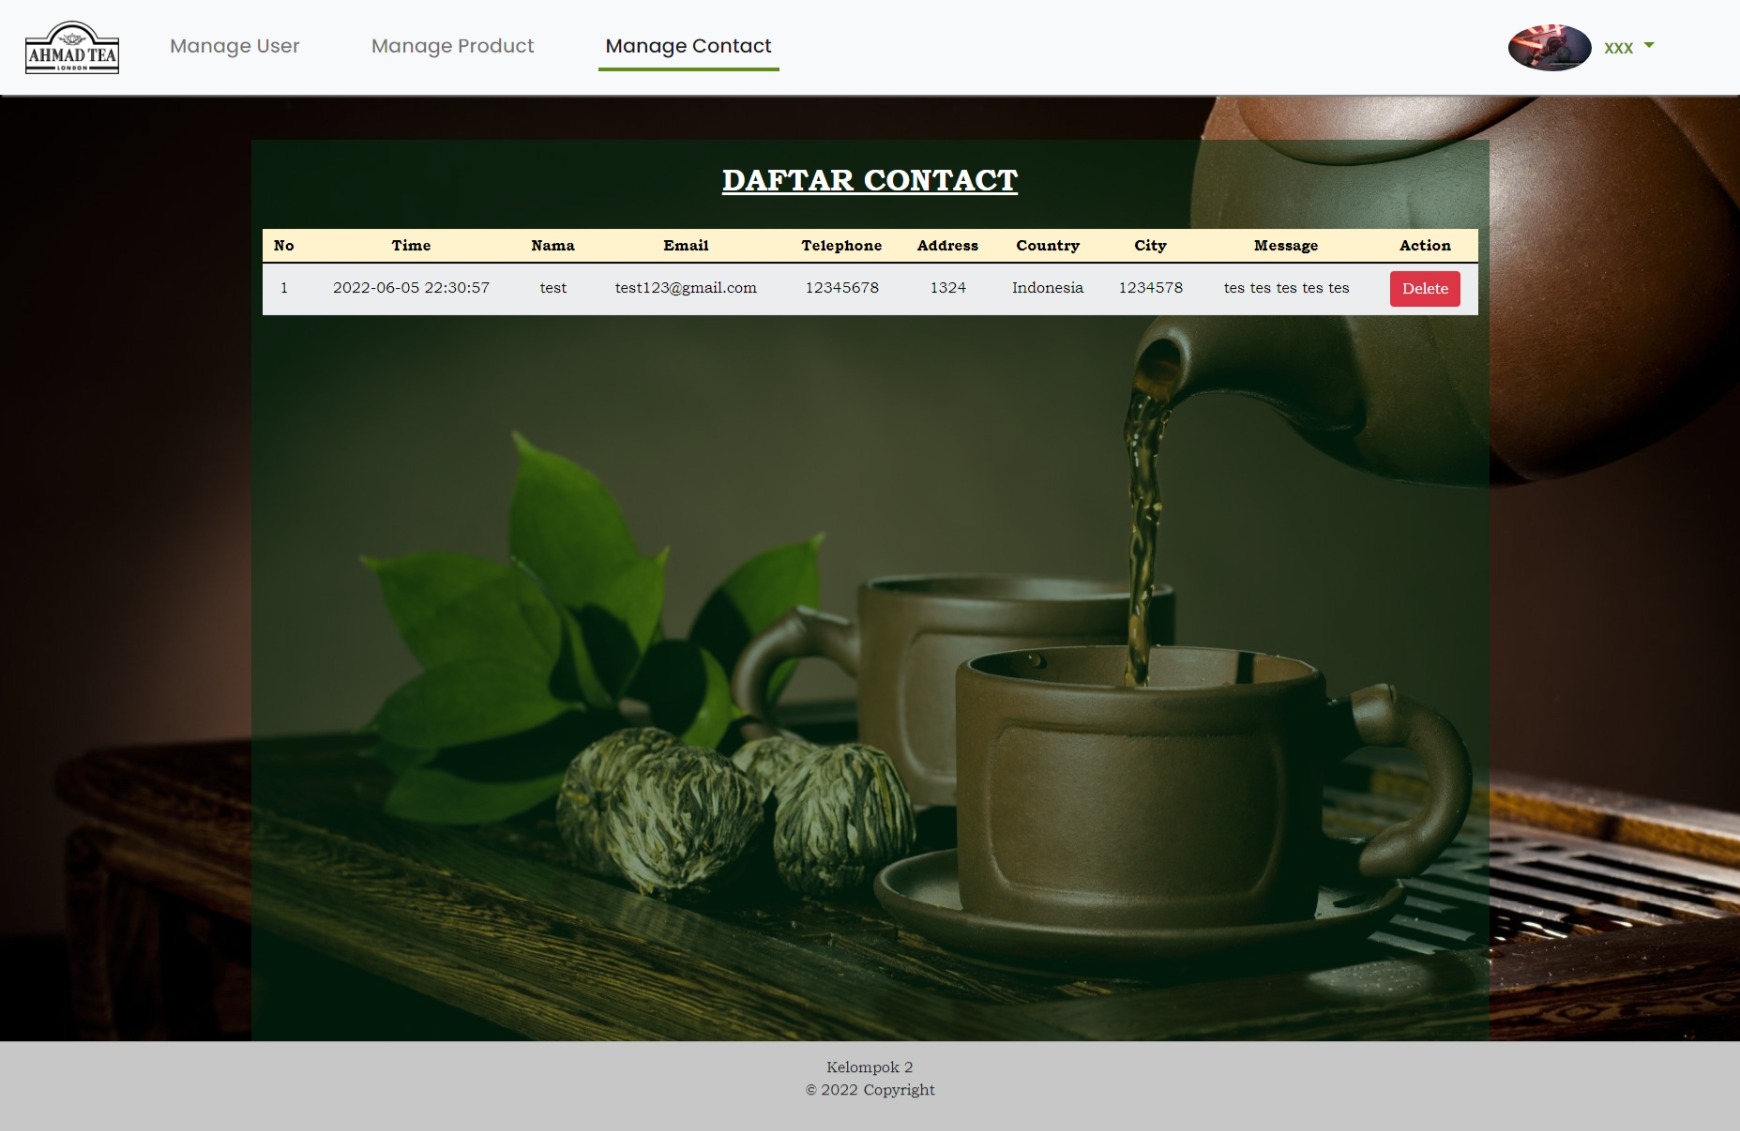 AHMAD TEA
LONDON
Manage User Manage Product Manage Contact xxx
DAFTAR CONTACT
No Time Nama Email Telephone Address Country City Message Action
1 2022-06-05 22:30:57 test test123@gmail.com 12345678 1324 Indonesia 1234578 tes tes tes tes tes Delete
Kelompok 2
© 2022 Copyright